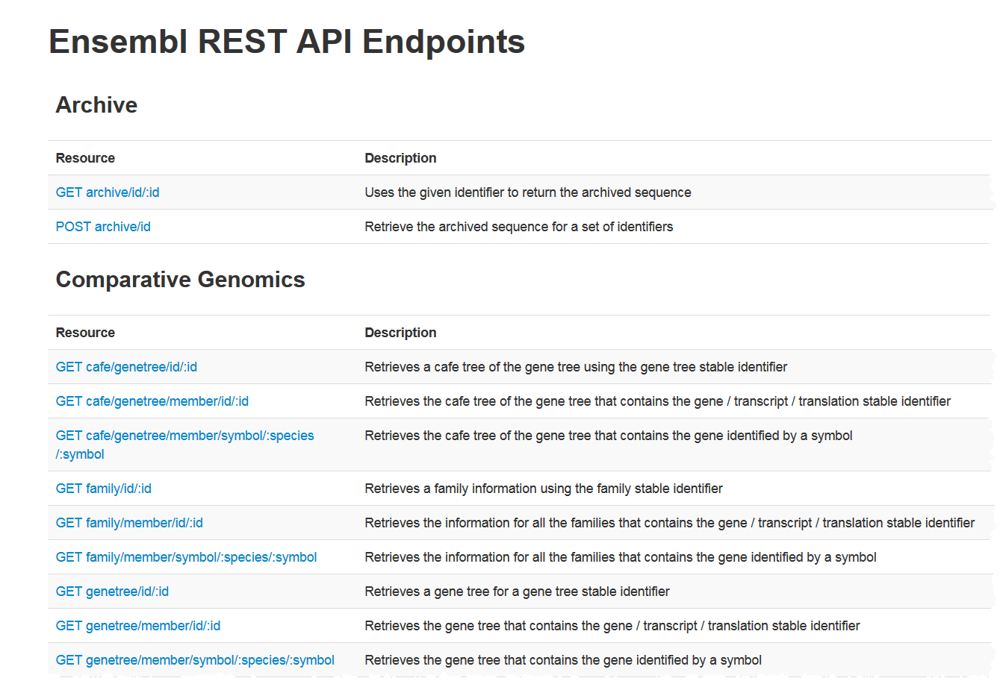 Ensembl REST API Endpoints
Archive
Resource Description
GET archive/id/:id Uses the given identifier to return the archived sequence
POST archive/id Retrieve the archived sequence for a set of identifiers
Comparative Genomics
Resource Description
GET cafe/genetree/id/:id Retrieves a cafe tree of the gene tree using the gene tree stable identifier
GET cafe/genetree/member/id/:id Retrieves the cafe tree of the gene tree that contains the gene / transcript / translation stable identifier
GET cafe/genetree/member/symbol/:species Retrieves the cafe tree of the gene tree that contains the gene identified by a symbol
/:symbol
GET family/id/:id Retrieves a family information using the family stable identifier
GET family/member/id/:id Retrieves the information for all the families that contains the gene / transcript / translation stable identifier
GET family/member/symbol/:species/:symbol Retrieves the information for all the families that contains the gene identified by a symbol
GET genetree/id/:id Retrieves a gene tree for a gene tree stable identifier
GET genetree/member/id/:id Retrieves the gene tree that contains the gene / transcript / translation stable identifier
GET genetree/member/symbol/:species/:symbol Retrieves the gene tree that contains the gene identified by a symbol